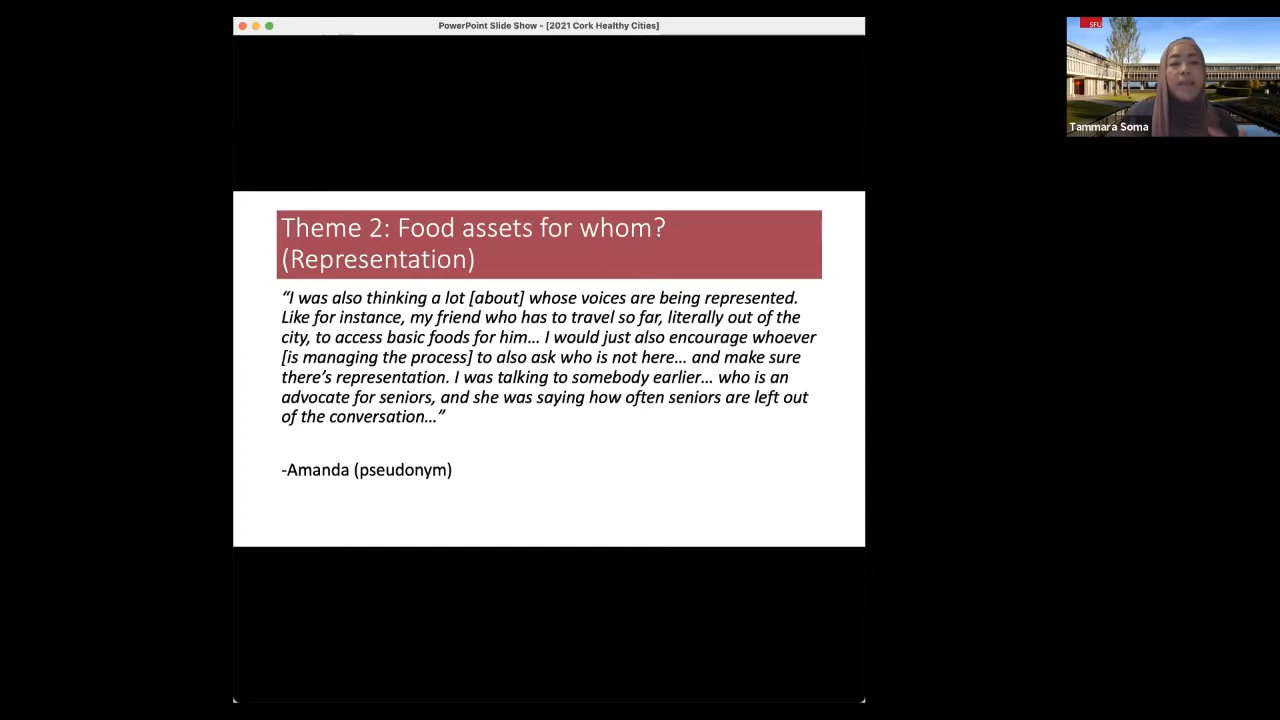 PowerPoint Slide Show - [2021 Cork Healthy Cities]
SFU
Tammara Soma
Theme 2: Food assets for whom?
(Representation)
“I was also thinking a lot [about] whose voices are being represented.
Like for instance, my friend who has to travel so far, literally out of the
city, to access basic foods for him… I would just also encourage whoever
[is managing the process] to also ask who is not here… and make sure
there’s representation. I was talking to somebody earlier… who is an
advocate for seniors, and she was saying how often seniors are left out
of the conversation…”
-Amanda (pseudonym)